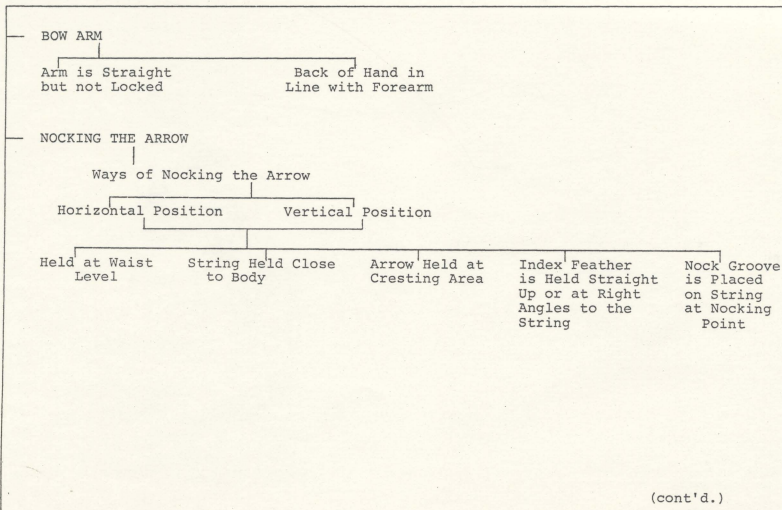 BOW ARM
Arm is Straight
but not Locked
Back of Hand in
Line with Forearm
NOCKING THE ARROW
Ways of Nocking the Arrow
Horizontal Position
Vertical Position
Held at Waist
Level
String Held Close
to Body
Arrow Held at
Cresting Area
Index Feather
is Held Straight
Up or at Right
Angles to the
String
Nock Groove
is Placed
on String
at Nocking
Point
(cont'd.)